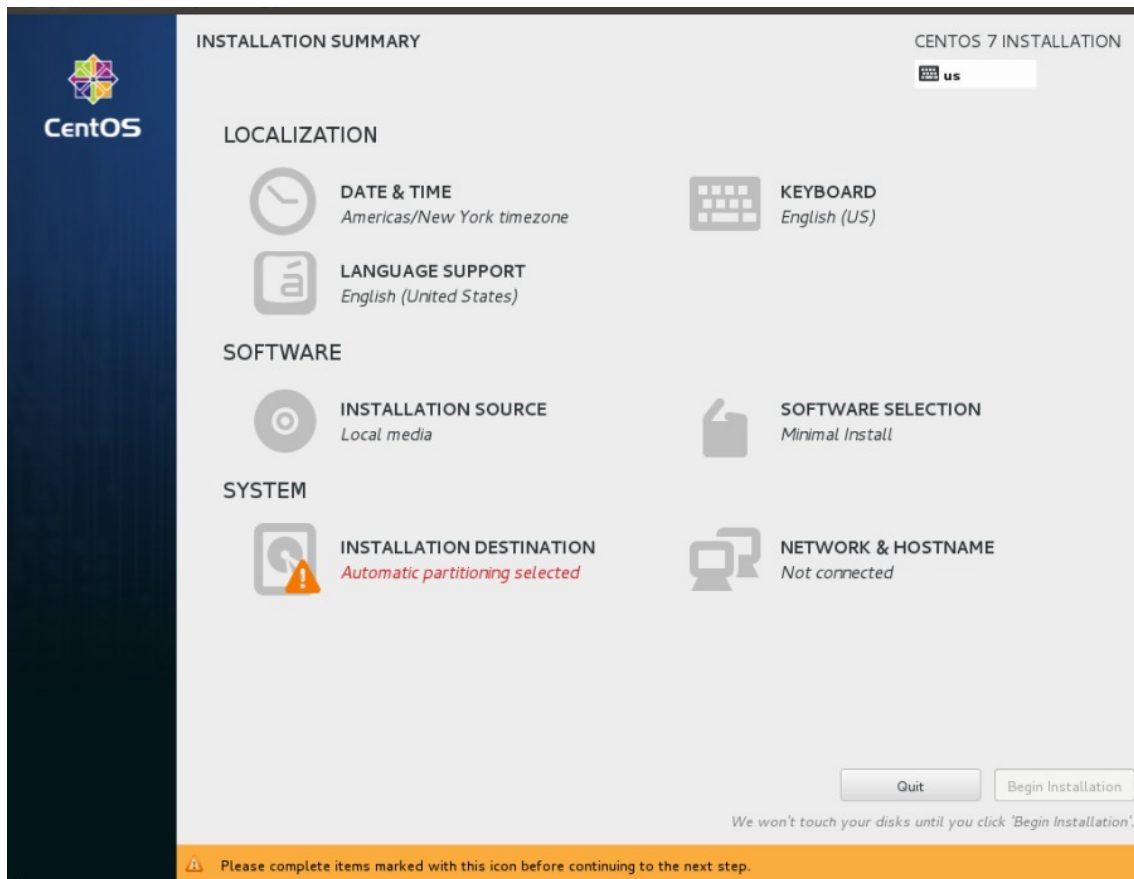 INSTALLATION SUMMARY
CENTOS 7 INSTALLATION
us
CentOS
LOCALIZATION
DATE & TIME
Americas/New York timezone
KEYBOARD
English (US)
á
LANGUAGE SUPPORT
English (United States)
SOFTWARE
INSTALLATION SOURCE
Local media
SOFTWARE SELECTION
Minimal Install
SYSTEM
INSTALLATION DESTINATION
Automatic partitioning selected
NETWORK & HOSTNAME
Not connected
Quit
Begin Installation
We won't touch your disks until you click 'Begin Installation'.
Please complete items marked with this icon before continuing to the next step.